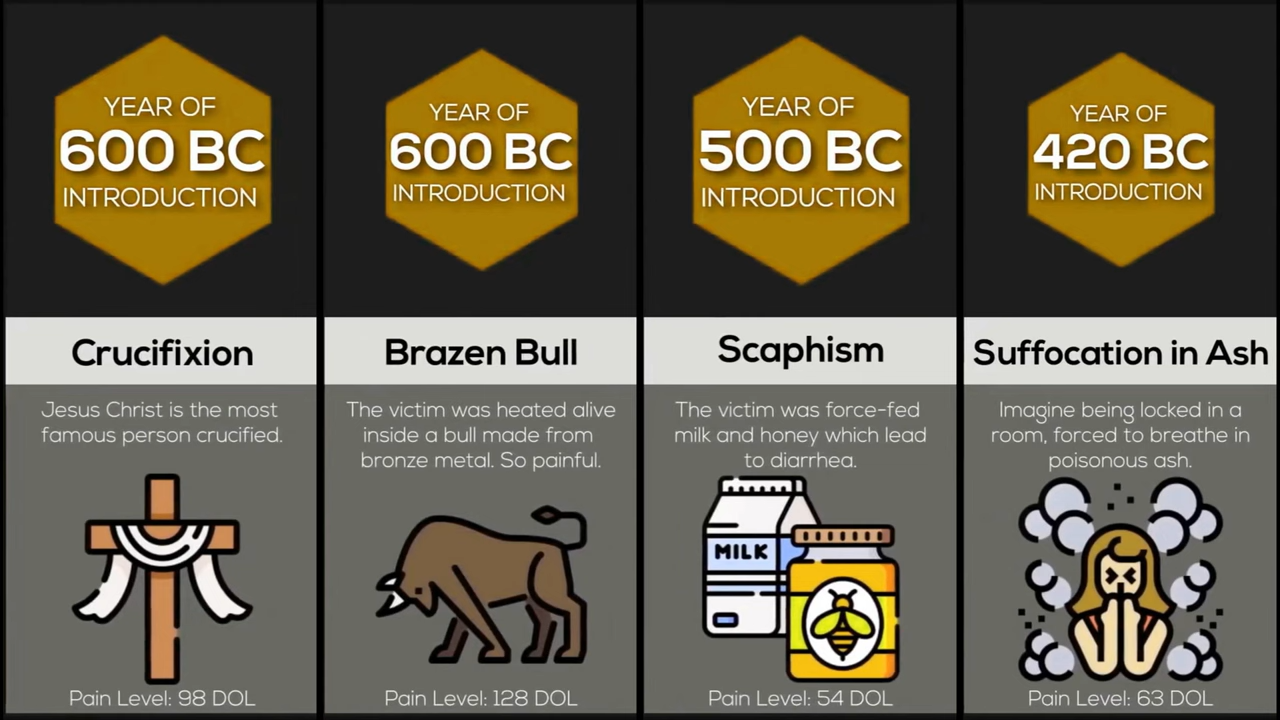 YEAR OF
600 BC
INTRODUCTION
Crucifixion
Jesus Christ is the most
famous person crucified.
Pain Level: 98 DOL
YEAR OF
600 BC
INTRODUCTION
Brazen Bull
The victim was heated alive
inside a bull made from
bronze metal. So painful.
Pain Level: 128 DOL
YEAR OF
500 BC
INTRODUCTION
Scaphism
The victim was force-fed
milk and honey which lead
to diarrhea.
MILK
Pain Level: 54 DOL
YEAR OF
420 BC
INTRODUCTION
Suffocation in Ash
Imagine being locked in a
room, forced to breathe in
poisonous ash.
Pain Level: 63 DOL